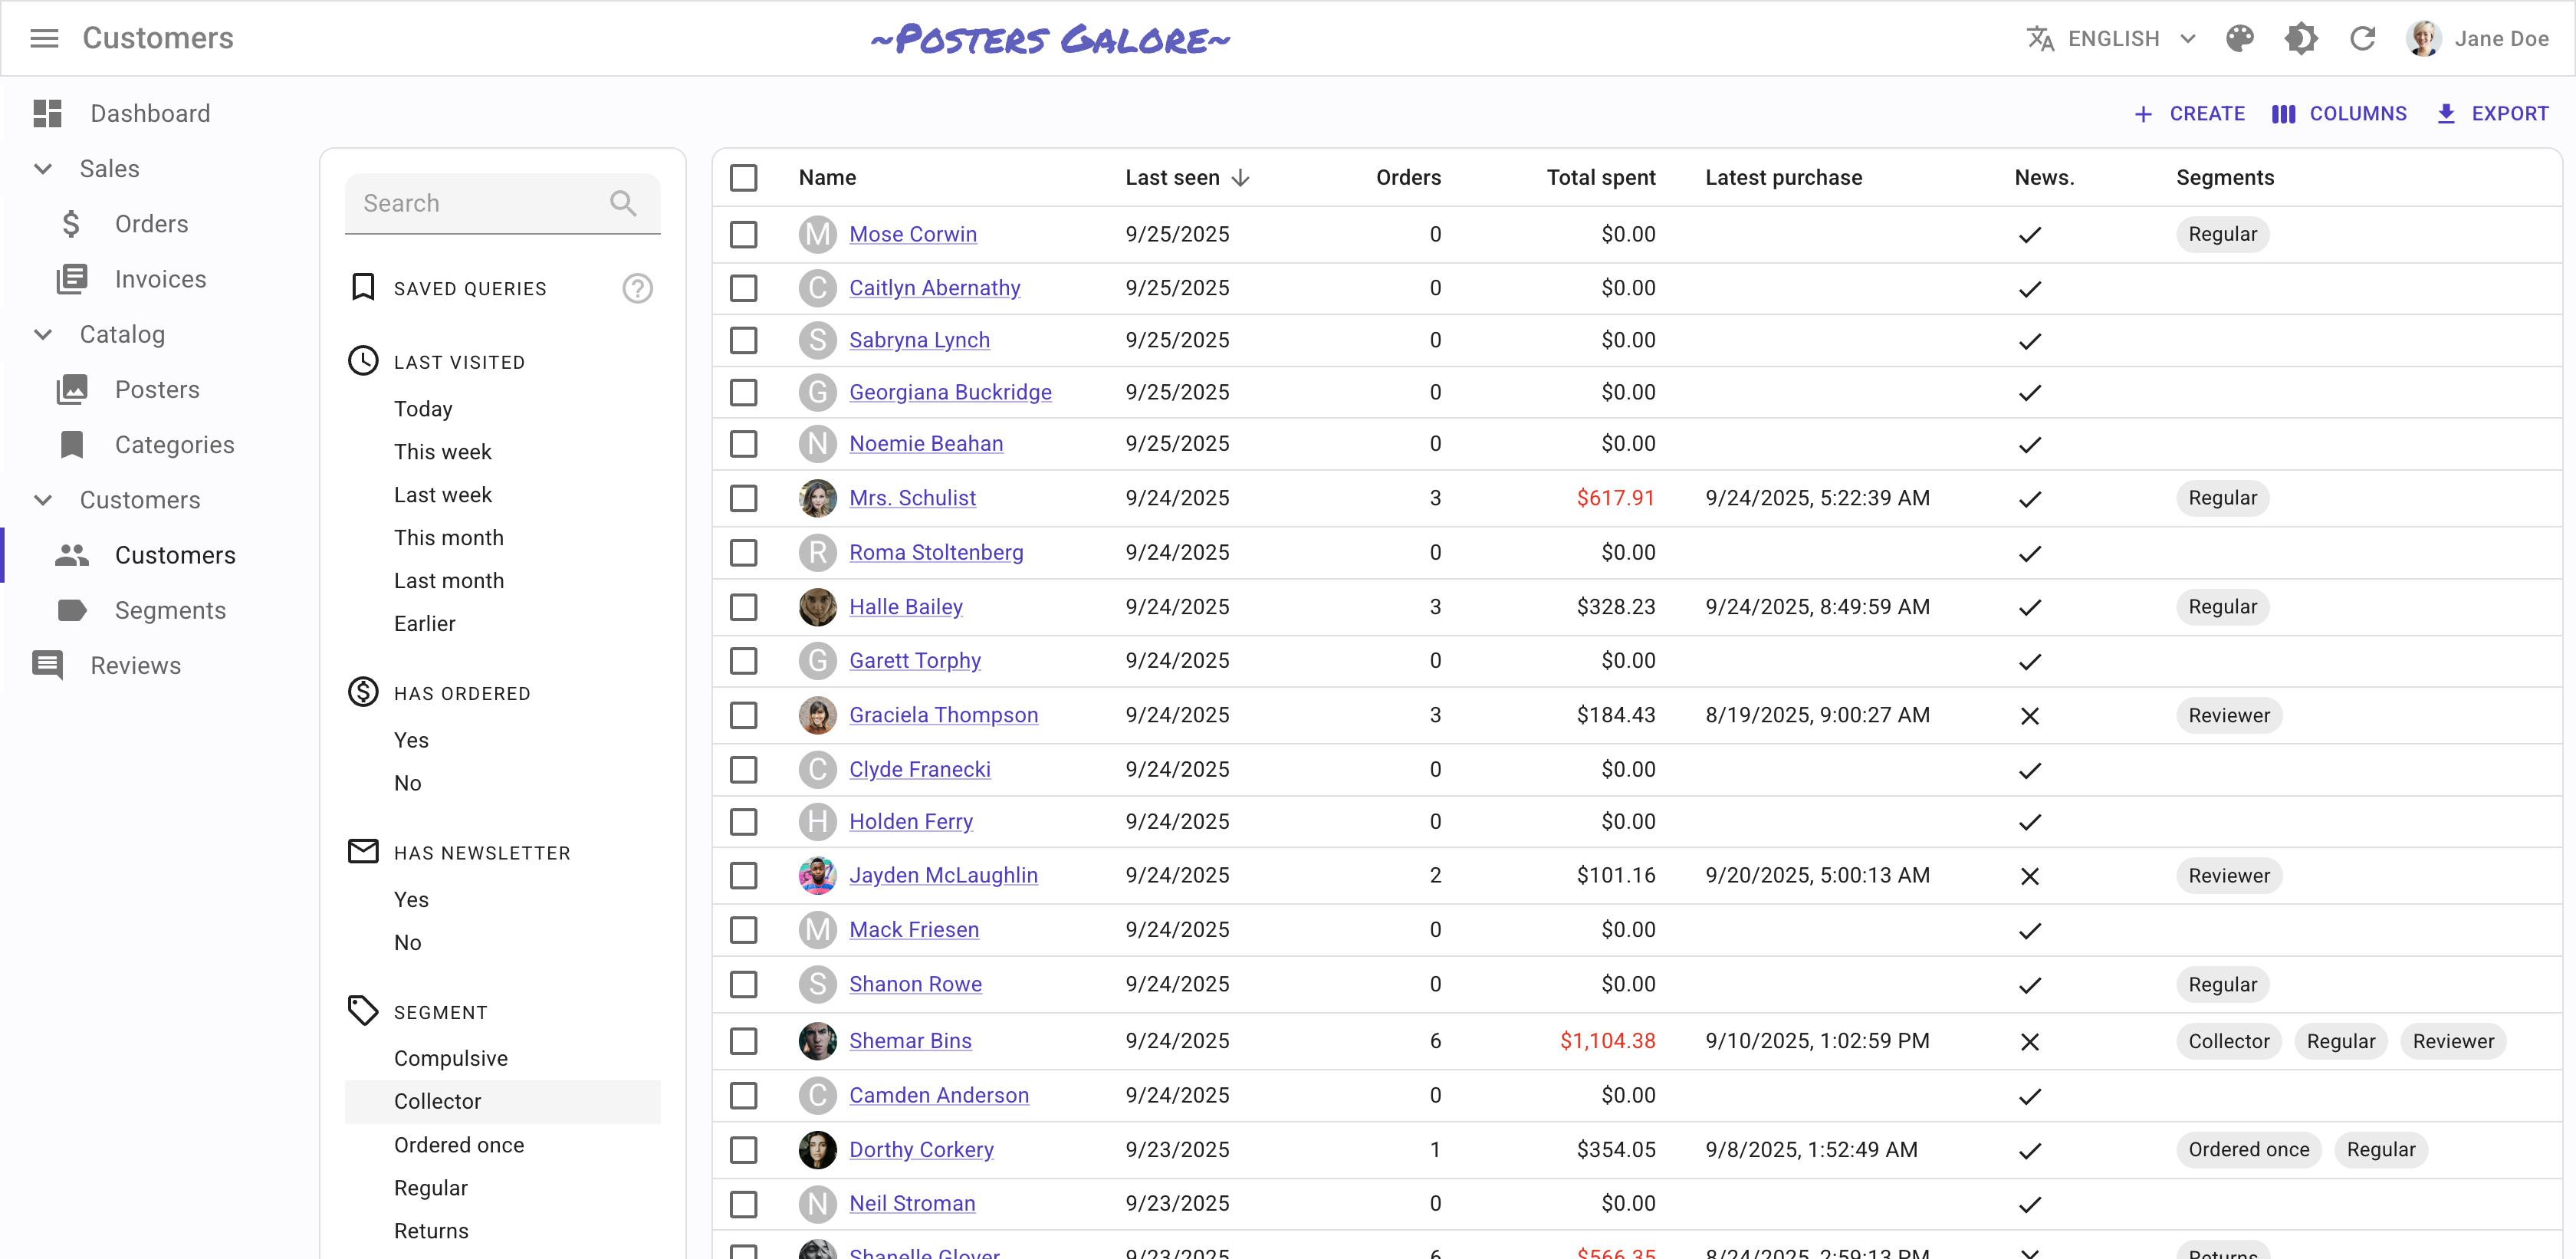 Customers
~Posters Galore~
ENGLISH
Jane Doe
Dashboard
Sales
Orders
Invoices
Catalog
Posters
Categories
Customers
Customers
Segments
Reviews
CREATE COLUMNS EXPORT
Search
SAVED QUERIES ?
LAST VISITED
Today
This week
Last week
This month
Last month
Earlier
HAS ORDERED
Yes
No
HAS NEWSLETTER
Yes
No
SEGMENT
Compulsive
Collector
Ordered once
Regular
Returns
Name Last seen Orders Total spent Latest purchase News. Segments
M Mose Corwin 9/25/2025 0 $0.00 Regular
C Caitlyn Abernathy 9/25/2025 0 $0.00
S Sabryna Lynch 9/25/2025 0 $0.00
G Georgiana Buckridge 9/25/2025 0 $0.00
N Noemie Beahan 9/25/2025 0 $0.00
Mrs. Schulist 9/24/2025 3 $617.91 9/24/2025, 5:22:39 AM Regular
R Roma Stoltenberg 9/24/2025 0 $0.00
Halle Bailey 9/24/2025 3 $328.23 9/24/2025, 8:49:59 AM Regular
G Garett Torphy 9/24/2025 0 $0.00
Graciela Thompson 9/24/2025 3 $184.43 8/19/2025, 9:00:27 AM Reviewer
C Clyde Franecki 9/24/2025 0 $0.00
H Holden Ferry 9/24/2025 0 $0.00
Jayden McLaughlin 9/24/2025 2 $101.16 9/20/2025, 5:00:13 AM Reviewer
M Mack Friesen 9/24/2025 0 $0.00
S Shanon Rowe 9/24/2025 0 $0.00 Regular
Shemar Bins 9/24/2025 6 $1,104.38 9/10/2025, 1:02:59 PM Collector Regular Reviewer
C Camden Anderson 9/24/2025 0 $0.00
Dorthy Corkery 9/23/2025 1 $354.05 9/8/2025, 1:52:49 AM Ordered once Regular
N Neil Stroman 9/23/2025 0 $0.00
Shanelle Glover 9/23/2025 6 $566.35 8/24/2025, 2:59:13 PM Returns